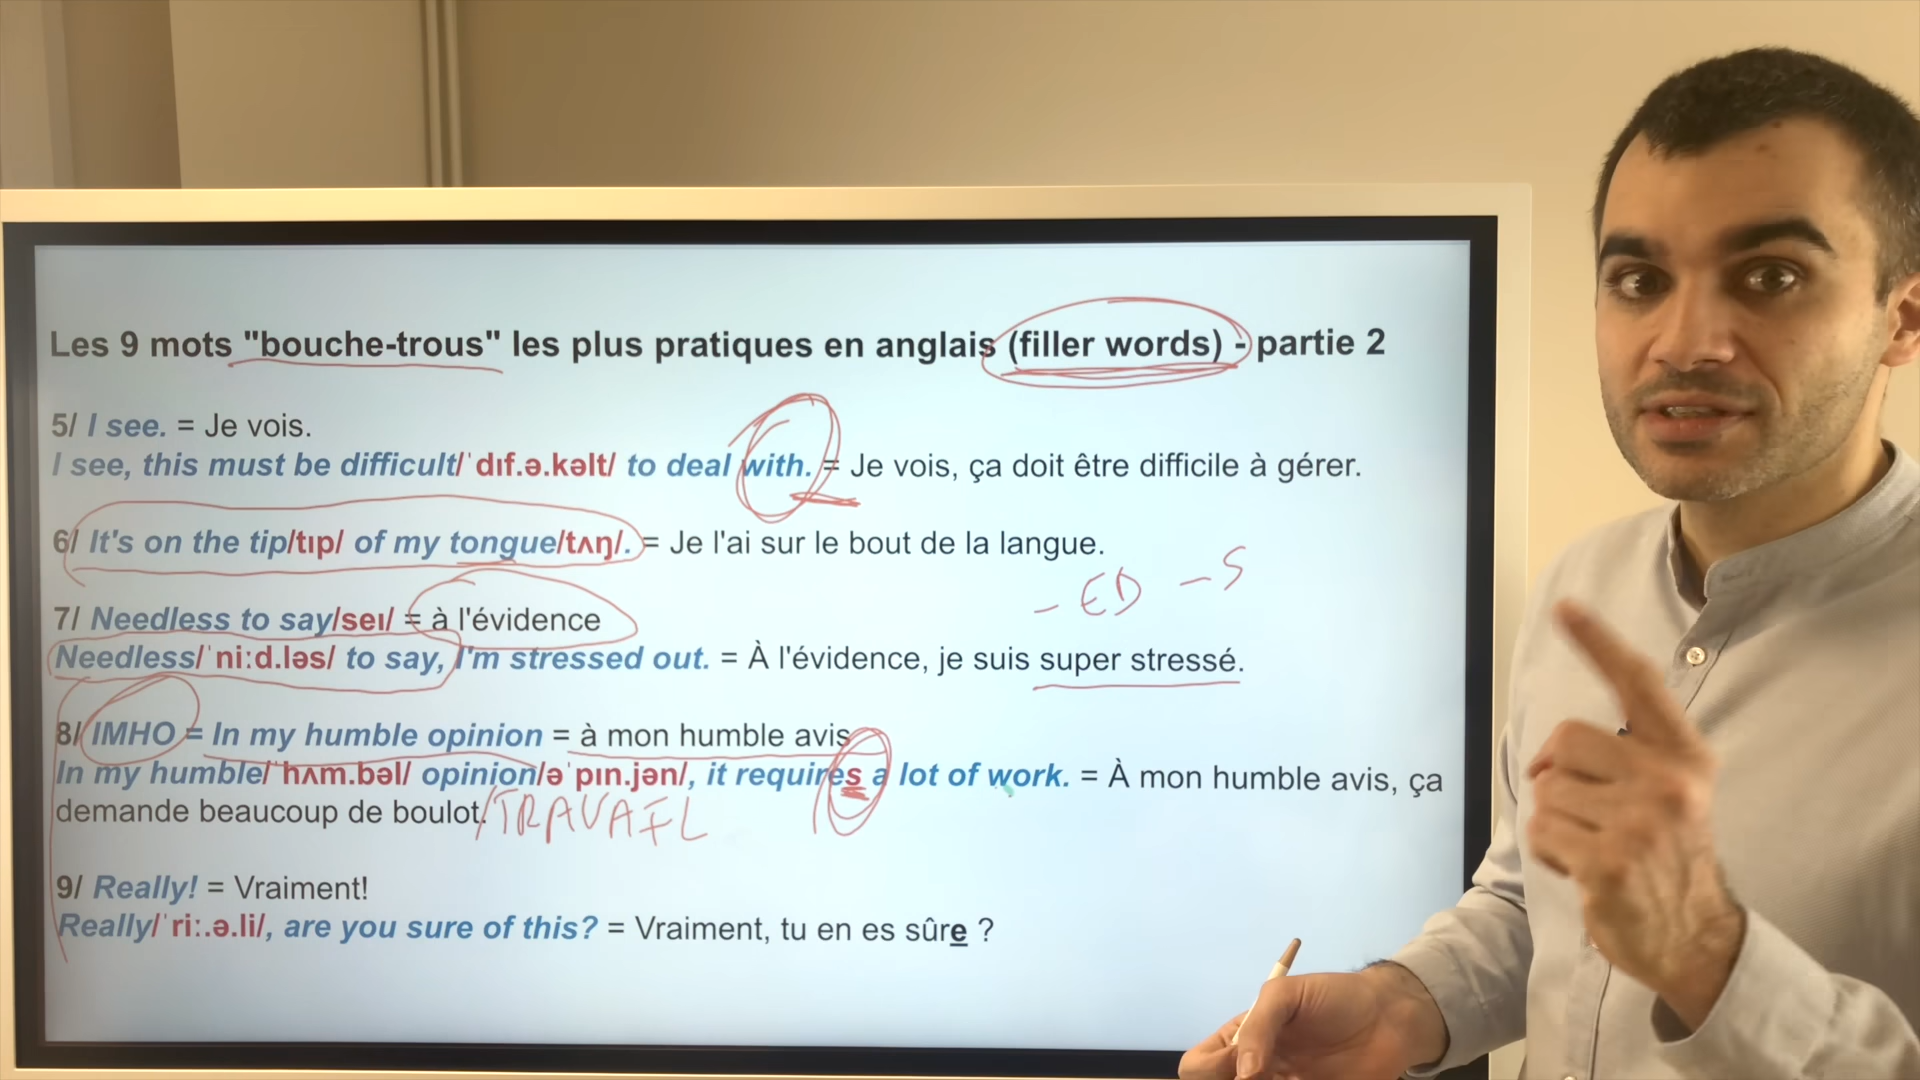 Les 9 mots "bouche-trous" les plus pratiques en anglais (filler words) - partie 2
5/ I see. = Je vois.
I see, this must be difficult/ˈdɪf.ə.kəlt/ to deal with. = Je vois, ça doit être difficile à gérer.
6/ It's on the tip/tɪp/ of my tongue/tʌŋ/. = Je l'ai sur le bout de la langue.
- ED - S
7/ Needless to say/seɪ/ = à l'évidence
Needless/ˈniːd.ləs/ to say, I'm stressed out. = À l'évidence, je suis super stressé.
8/ IMHO = In my humble opinion = à mon humble avis
In my humble/ˈhʌm.bəl/ opinion/əˈpɪn.jən/, it requires a lot of work. = À mon humble avis, ça
demande beaucoup de boulot. /TRAVAIL
9/ Really! = Vraiment!
Really/ˈriː.ə.li/, are you sure of this? = Vraiment, tu en es sûre ?